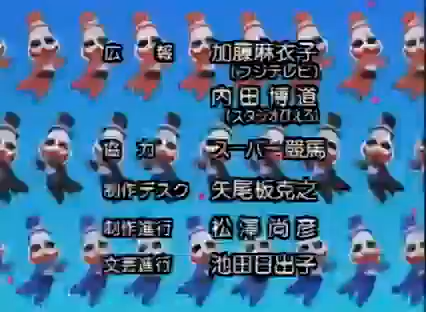 広報 加藤麻衣子
(フジテレビ)
内田博道
(スタジオぴえろ)
協力 スーパー競馬
制作デスク 矢尾板克之
制作進行 松澤尚彦
文芸進行 池田日出子